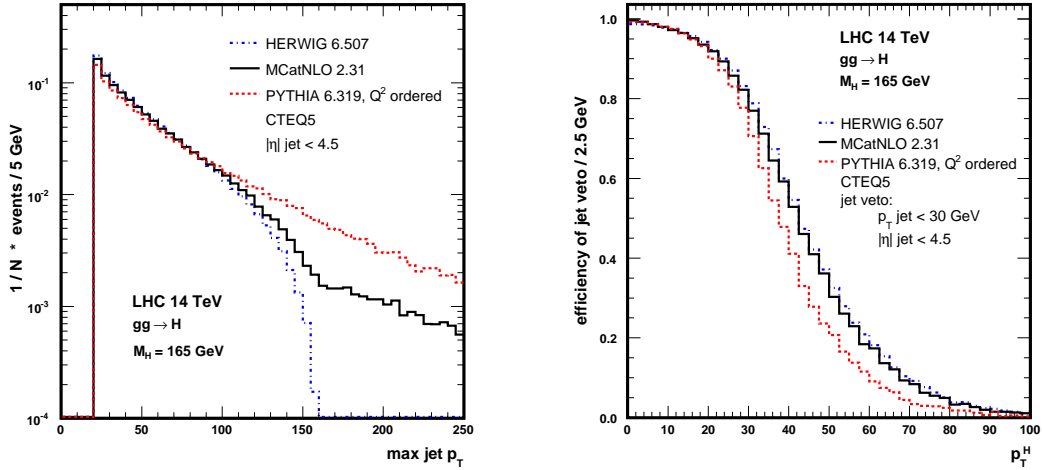 HERWIG 6.507
MCatNLO 2.31
PYTHIA 6.319, Q² ordered
CTEQ5
|η| jet < 4.5
LHC 14 TeV
gg → H
M_H = 165 GeV
1 / N * events / 5 GeV
10⁻¹
10⁻²
10⁻³
10⁻⁴
0 50 100 150 200 250
max jet p_T
LHC 14 TeV
gg → H
M_H = 165 GeV
HERWIG 6.507
MCatNLO 2.31
PYTHIA 6.319, Q² ordered
CTEQ5
jet veto:
p_T jet < 30 GeV
|η| jet < 4.5
efficiency of jet veto / 2.5 GeV
1.0
0.8
0.6
0.4
0.2
0.0
0 10 20 30 40 50 60 70 80 90 100
p_T^H